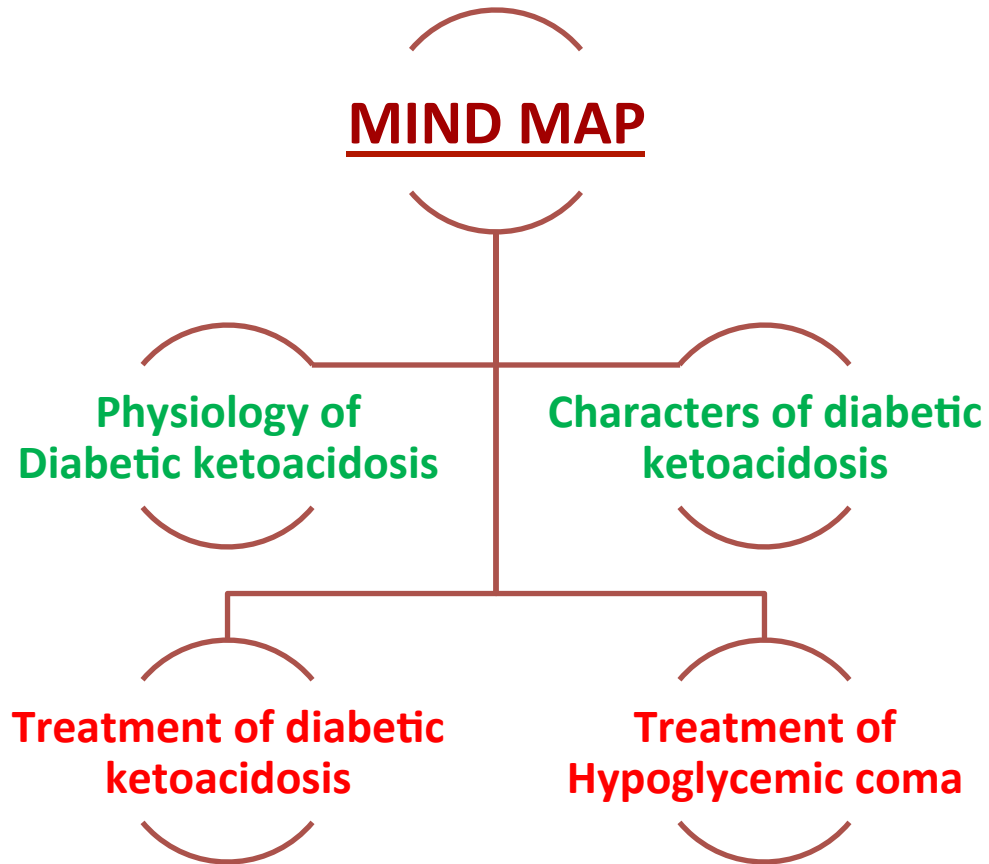 MIND MAP
Physiology of
Diabetic ketoacidosis
Characters of diabetic
ketoacidosis
Treatment of diabetic
ketoacidosis
Treatment of
Hypoglycemic coma